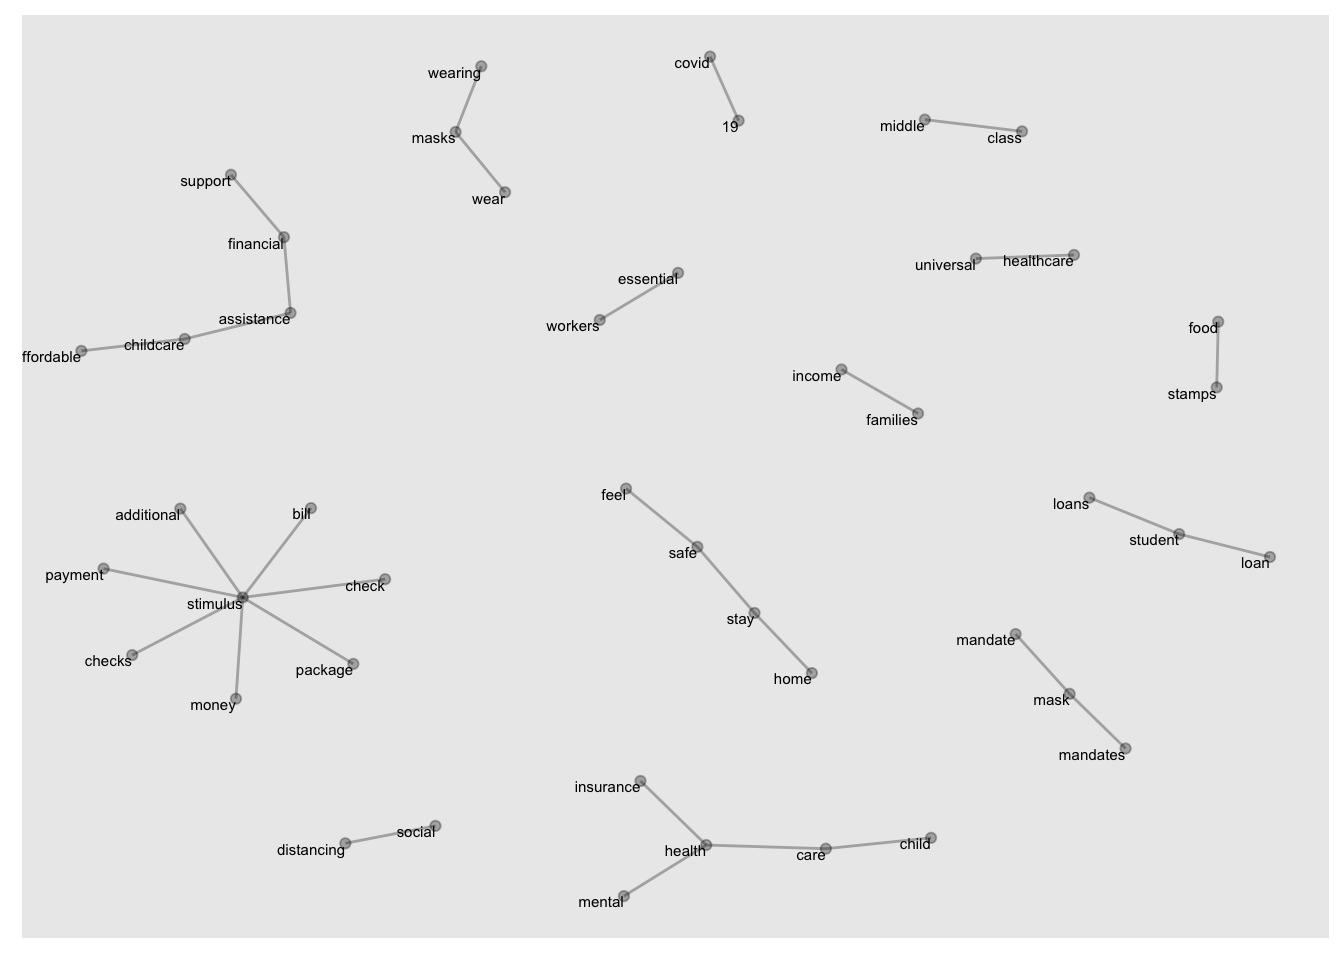 wearing
covid
masks
19
middle
class
support
wear
financial
essential
universal
healthcare
assistance
workers
food
childcare
ffordable
income
stamps
families
additional
bill
feel
loans
payment
check
safe
student
loan
stimulus
stay
checks
package
home
mandate
money
mask
mandates
insurance
distancing
social
health
care
child
mental